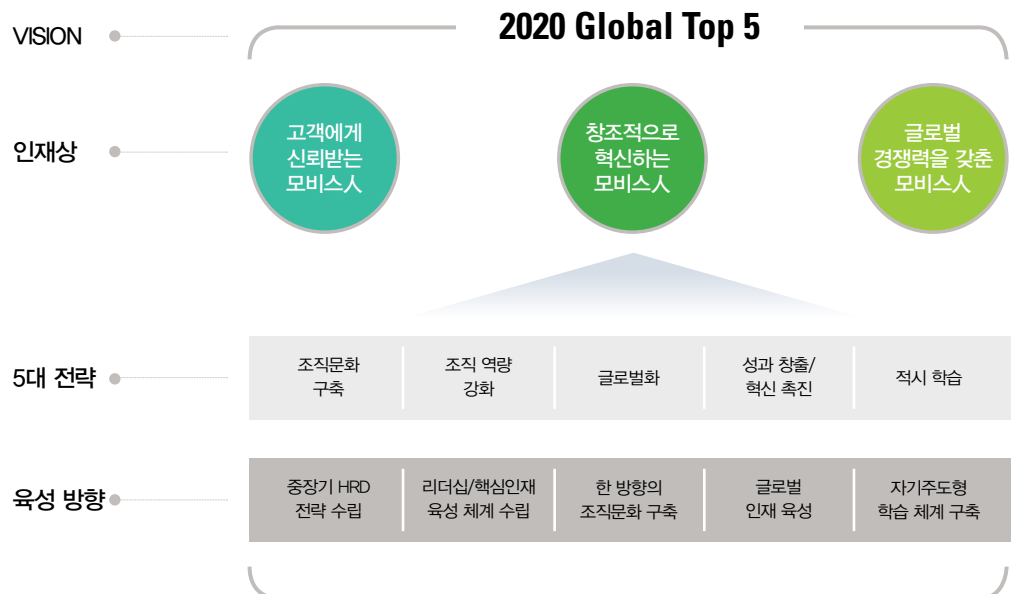 VISION
2020 Global Top 5
인재상
고객에게
신뢰받는
모비스人
창조적으로
혁신하는
모비스人
글로벌
경쟁력을 갖춘
모비스人
5대 전략
조직문화
구축
조직 역량
강화
글로벌화
성과 창출/
혁신 촉진
적시 학습
육성 방향
중장기 HRD
전략 수립
리더십/핵심인재
육성 체계 수립
한 방향의
조직문화 구축
글로벌
인재 육성
자기주도형
학습 체계 구축